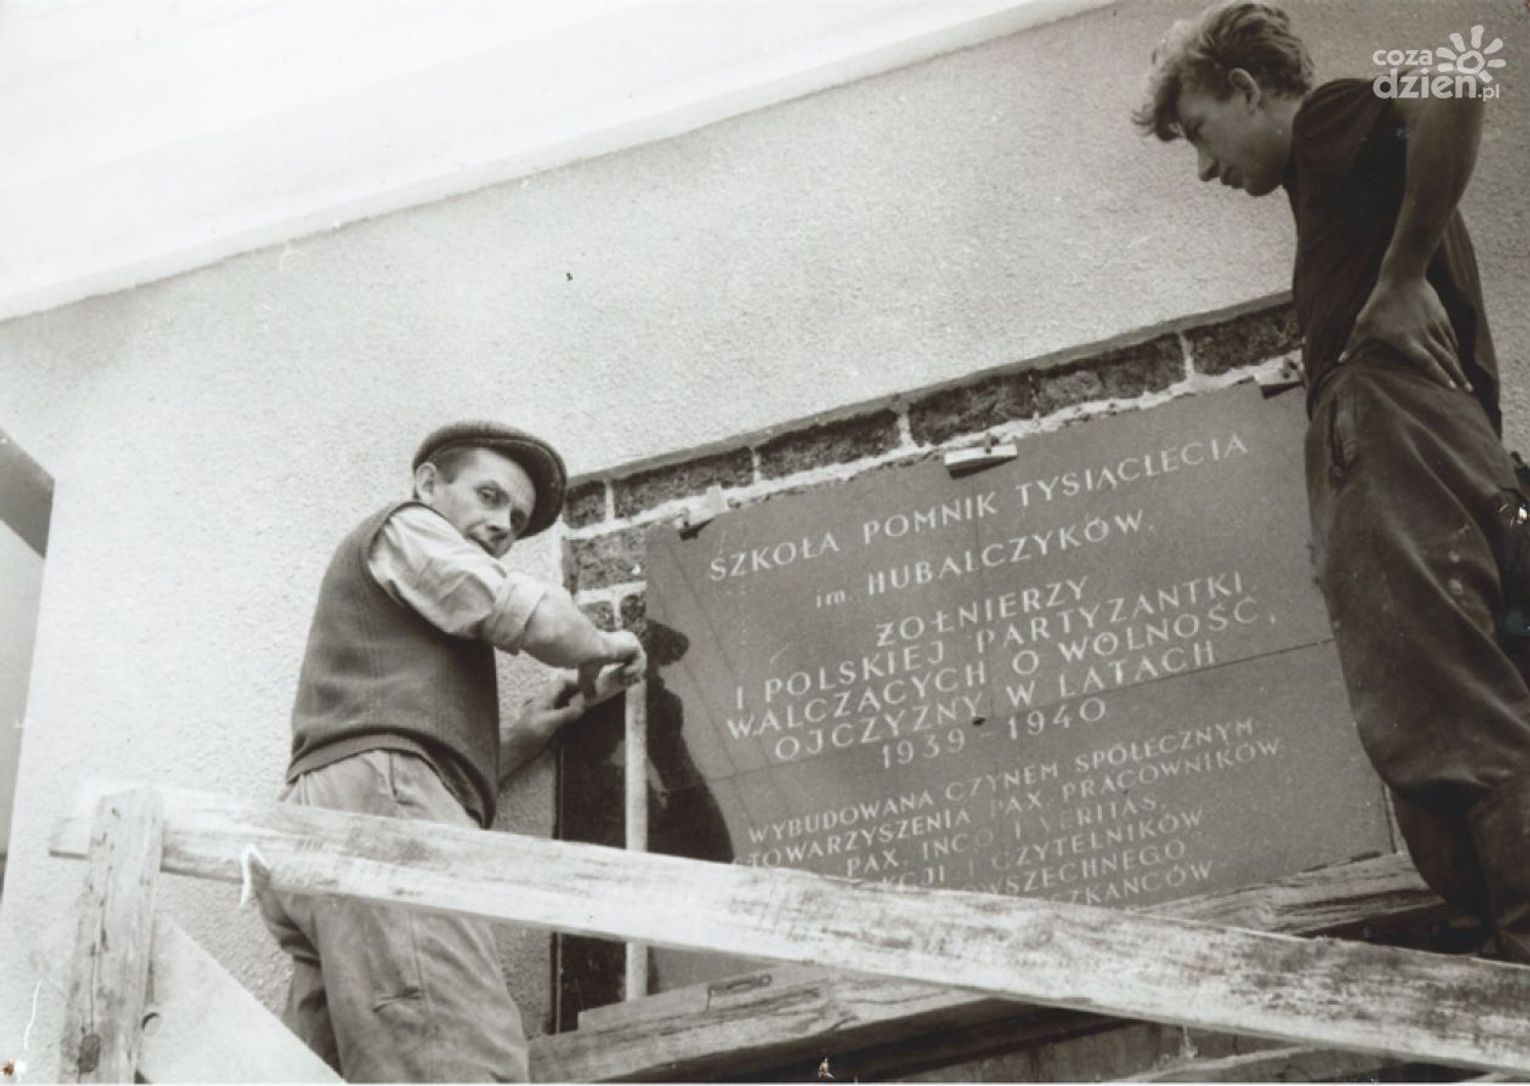 coza
dzien.pl
SZKOŁA POMNIK TYSIĄCLECIA
im. HUBALCZYKÓW.
ŻOŁNIERZY
I POLSKIEJ PARTYZANTKI
WALCZĄCYCH O WOLNOŚĆ,
OJCZYZNY W LATACH
1939 - 1940
WYBUDOWANA CZYNEM SPÓŁECZNYM
STOWARZYSZENIA PAX PRACOWNIKÓW
PAX, INCO I VERITAS,
I CZYTELNIKÓW